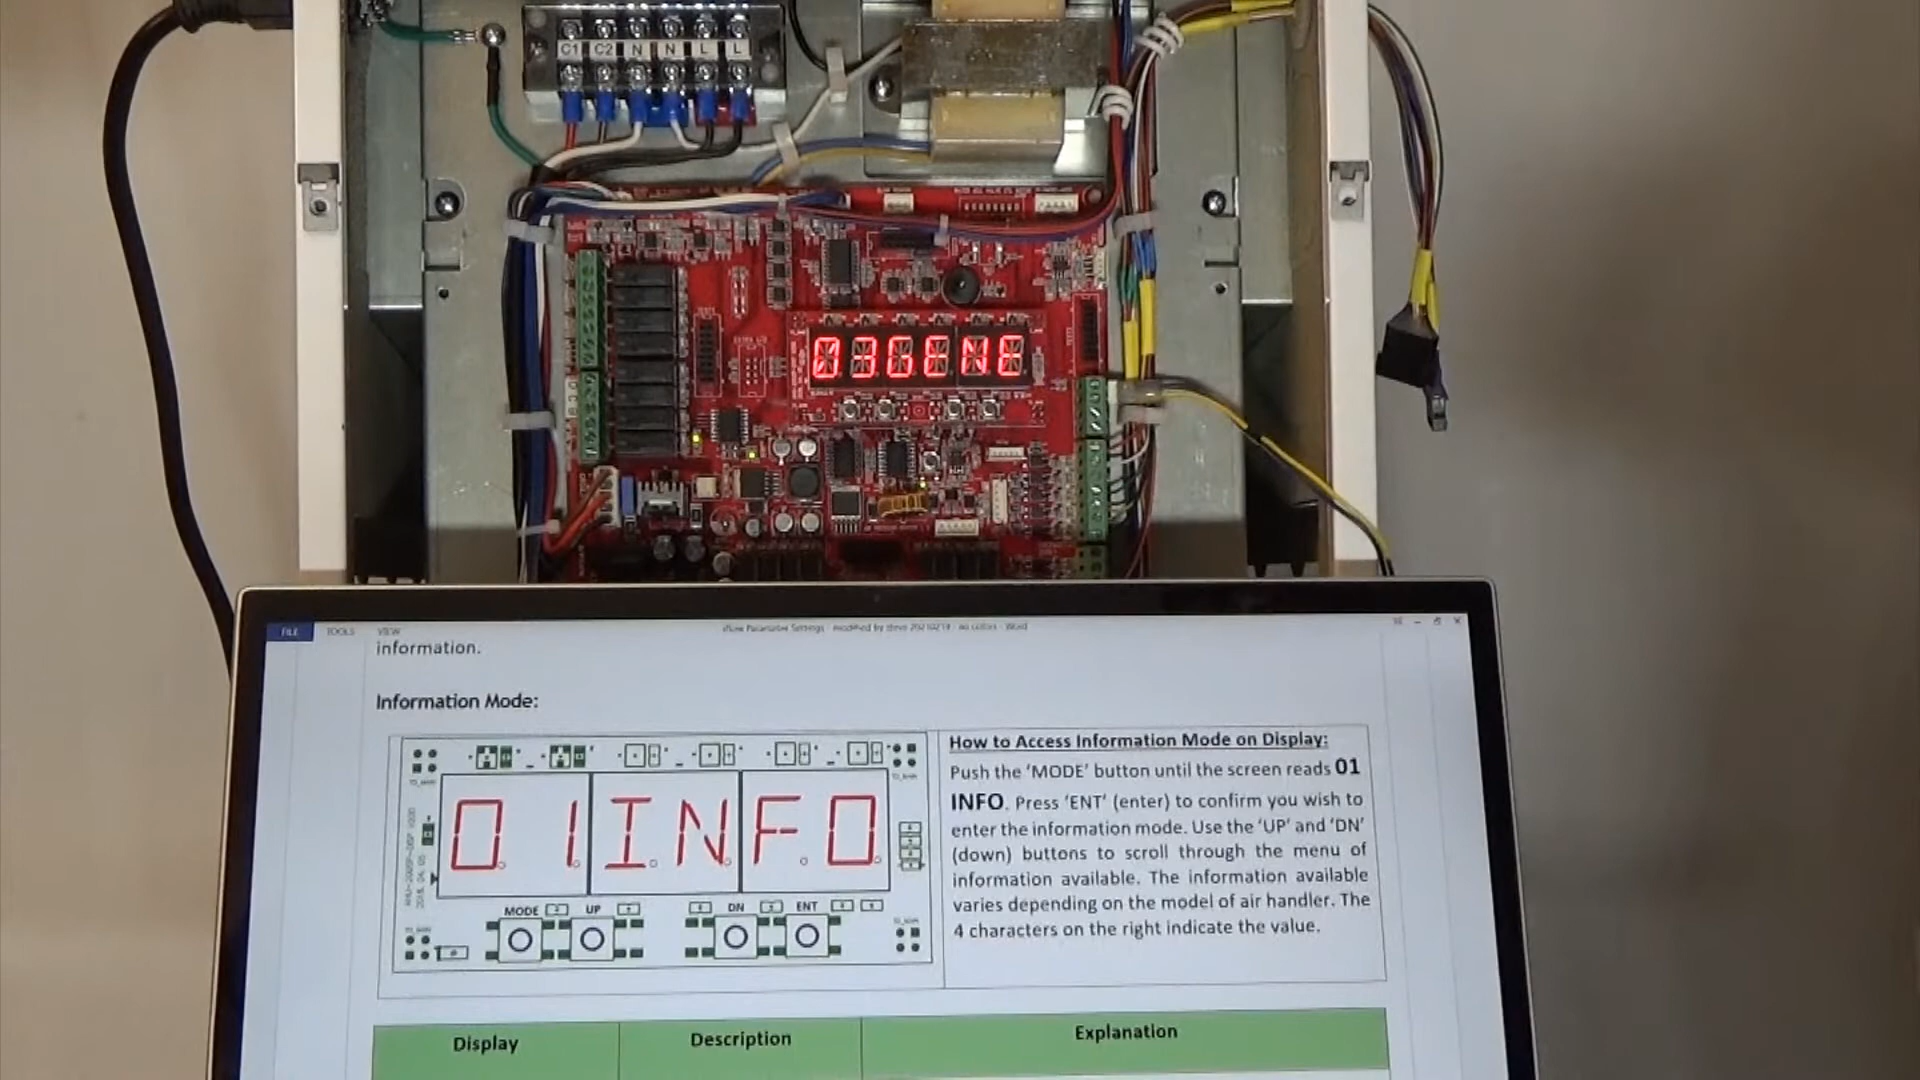 C1 C2 N N L L
03GENE
FILE TOOLS VIEW
information.
Information Mode:
How to Access Information Mode on Display:
Push the ‘MODE’ button until the screen reads 01
INFO. Press ‘ENT’ (enter) to confirm you wish to
enter the information mode. Use the ‘UP’ and ‘DN’
(down) buttons to scroll through the menu of
information available. The information available
varies depending on the model of air handler. The
4 characters on the right indicate the value.
01INFO
MODE UP DN ENT
Display Description Explanation